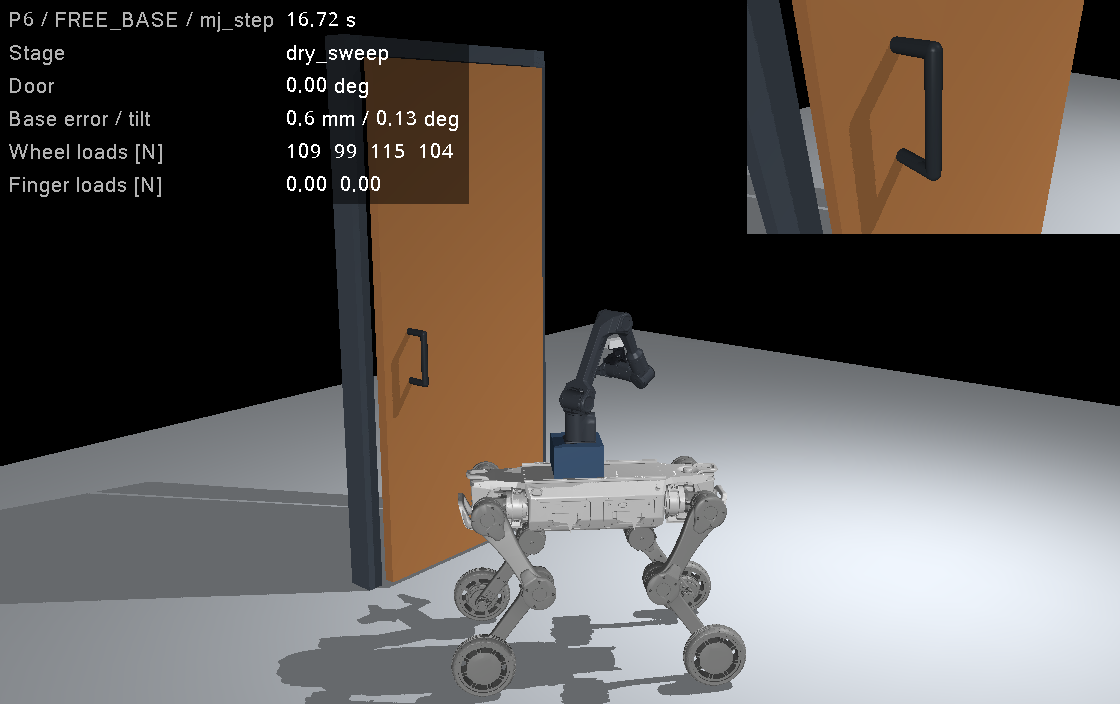 P6 / FREE_BASE / mj_step 16.72 s
Stage dry_sweep
Door 0.00 deg
Base error / tilt 0.6 mm / 0.13 deg
Wheel loads [N] 109 99 115 104
Finger loads [N] 0.00 0.00